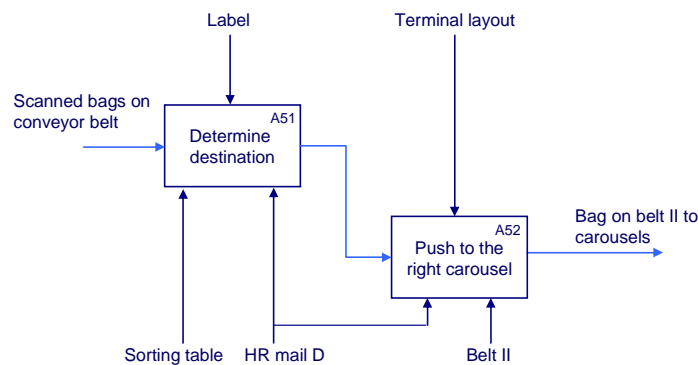 Label
Terminal layout
Scanned bags on
conveyor belt
A51
Determine
destination
A52
Push to the
right carousel
Bag on belt II to
carousels
Sorting table
HR mail D
Belt II